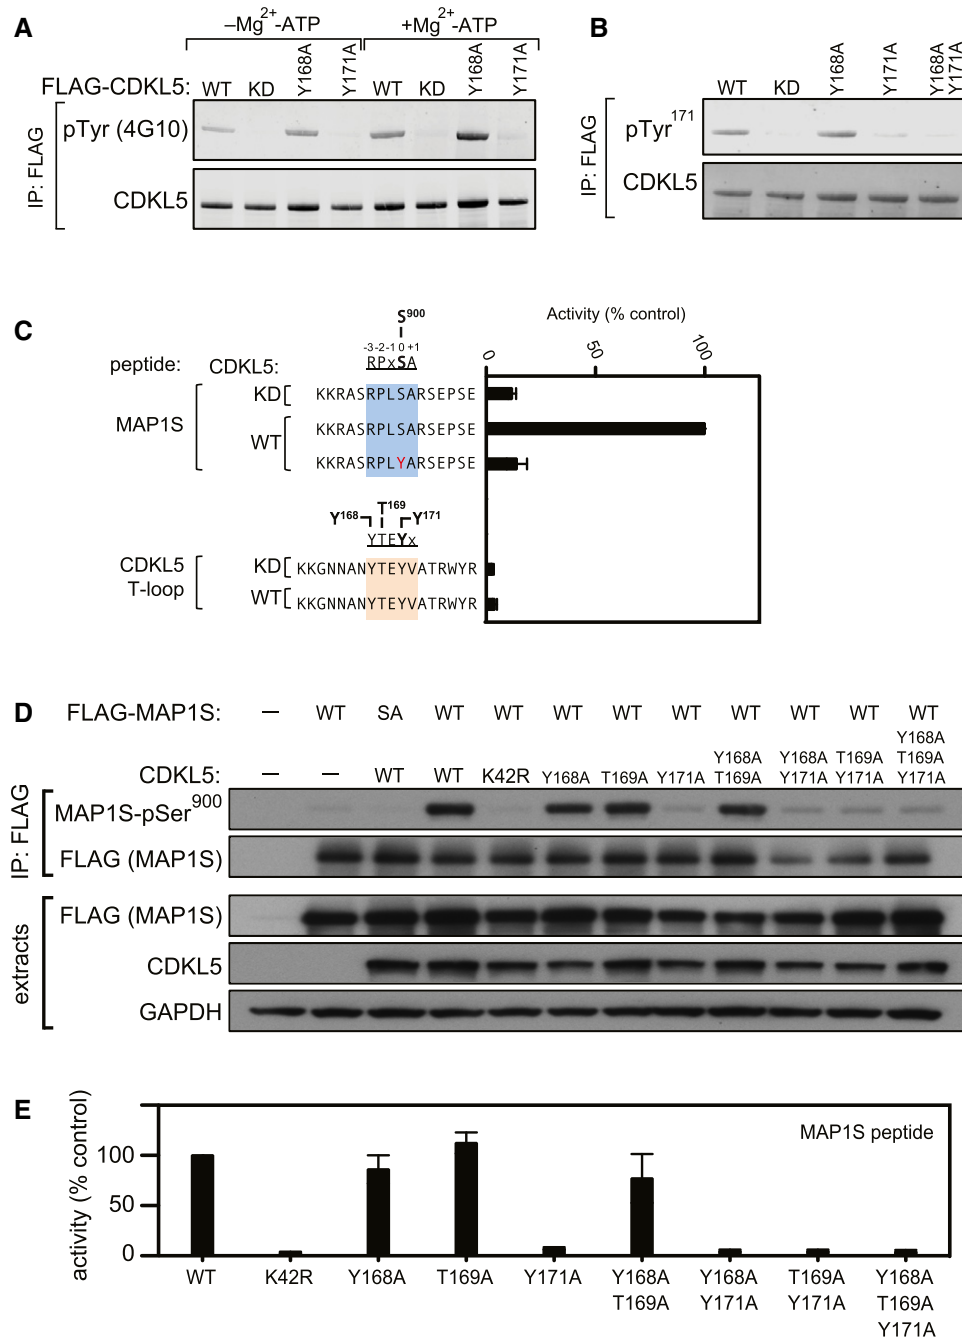 A
–Mg2+-ATP +Mg2+-ATP
FLAG-CDKL5: WT KD Y168A Y171A WT KD Y168A Y171A
IP: FLAG
pTyr (4G10)
CDKL5
B
WT KD Y168A Y171A Y168A Y171A
IP: FLAG
pTyr171
CDKL5
C
S900
Activity (% control)
-3-2-1 0 +1
0 50 100
peptide: CDKL5: RPxSA
MAP1S
KD KKRASRPLSARSEPSE
WT
KKRASRPLSARSEPSE
KKRASRPLYARSEPSE
T169
Y168 Y171
YTEYx
CDKL5 T-loop
KD KKGNNANYTEYVATRWYR
WT KKGNNANYTEYVATRWYR
D
FLAG-MAP1S: – WT SA WT WT WT WT WT WT WT WT WT
CDKL5: – – WT WT K42R Y168A T169A Y171A Y168A T169A Y168A Y171A T169A Y171A Y168A T169A Y171A
IP: FLAG
MAP1S-pSer900
FLAG (MAP1S)
extracts
FLAG (MAP1S)
CDKL5
GAPDH
E
activity (% control)
MAP1S peptide
100
50
0
WT K42R Y168A T169A Y171A Y168A Y168A T169A Y168A
T169A Y171A Y171A T169A
Y171A